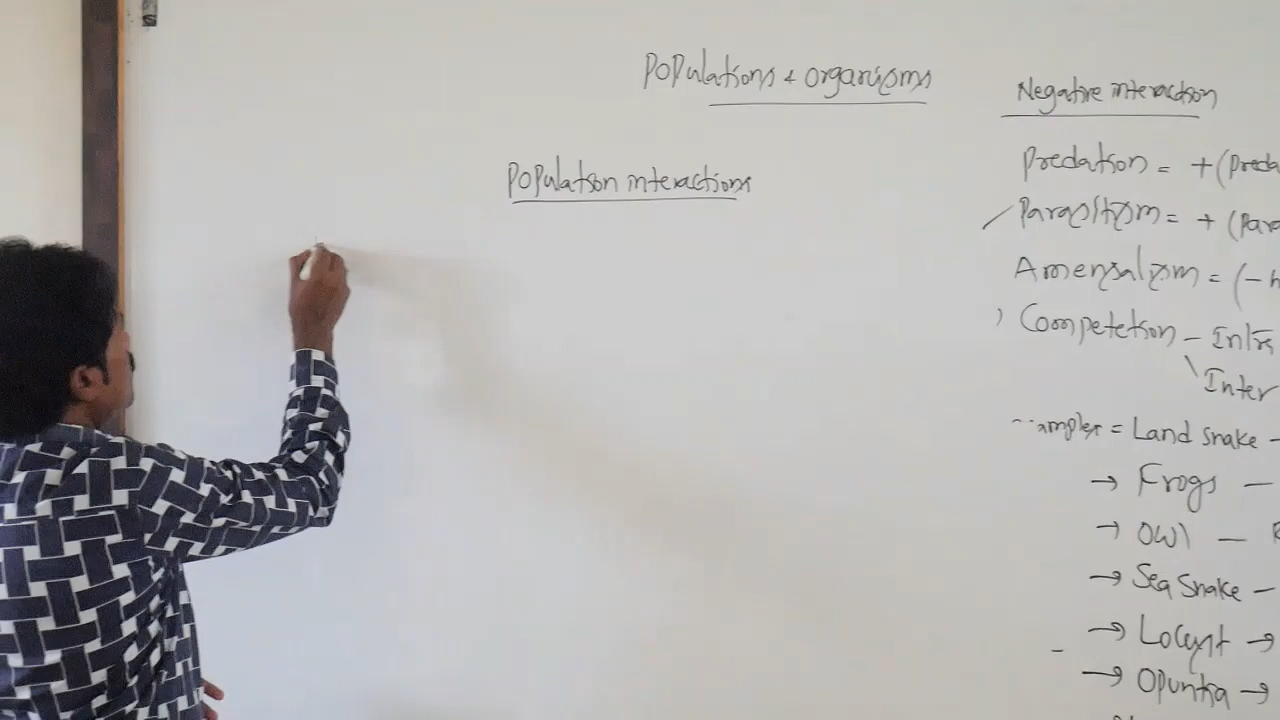 Populations & organisms
Population interactions
Negative interaction
Predation = + (Preda
Parasitism = + (Para
Amensalism = (- h
Competetion - Intra
Inter
amples = Land snake -
→ Frogs -
→ Owl - R
→ Sea Snake -
→ Locust →
→ Opuntia →